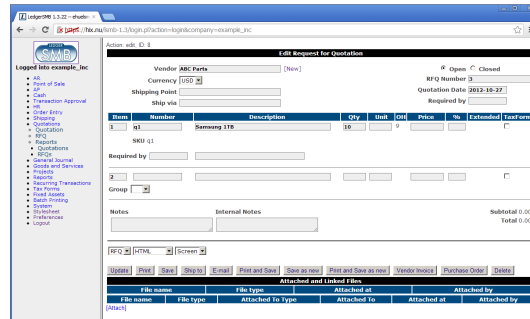 LedgerSMB 1.3.22 -- ehuelsm
https://hix.nu/lsmb-1.3/login.pl?action=login&company=example_inc
LEDGER
SMB
Logged into example_inc
AR
Point of Sale
AP
Cash
Transaction Approval
HR
Order Entry
Shipping
Quotations
Quotation
RFQ
Reports
Quotations
RFQs
General Journal
Goods and Services
Projects
Reports
Recurring Transactions
Tax Forms
Fixed Assets
Batch Printing
System
Stylesheet
Preferences
Logout
Action: edit, ID: 8
Edit Request for Quotation
Vendor ABC Parts [New] Open Closed
Currency USD RFQ Number 3
Shipping Point Quotation Date 2012-10-27
Ship via Required by
Item Number Description Qty Unit OH Price % Extended TaxForm
1 q1 Samsung 1TB 10 9
SKU q1
Required by
2
Group
Notes Internal Notes Subtotal 0.00
Total 0.00
RFQ HTML Screen
Update Print Save Ship to E-mail Print and Save Save as new Print and Save as new Vendor Invoice Purchase Order Delete
Attached and Linked Files
File name File type Attached at Attached by
File name File type Attached To Type Attached To Attached at Attached by
[Attach]